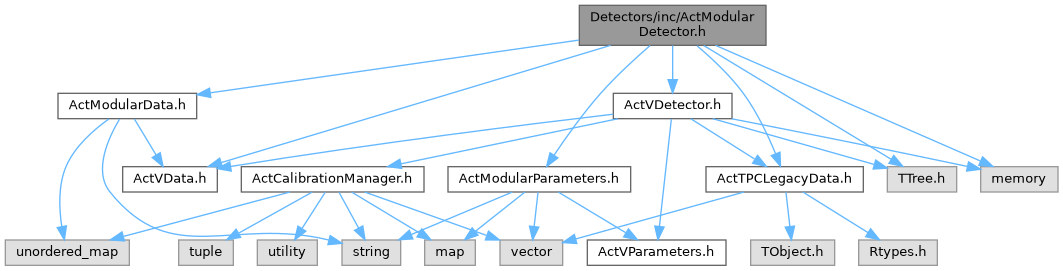 Detectors/inc/ActModular
Detector.h
ActModularData.h
ActVDetector.h
ActVData.h
ActCalibrationManager.h
ActModularParameters.h
ActTPCLegacyData.h
TTree.h
memory
unordered_map
tuple
utility
string
map
vector
ActVParameters.h
TObject.h
Rtypes.h